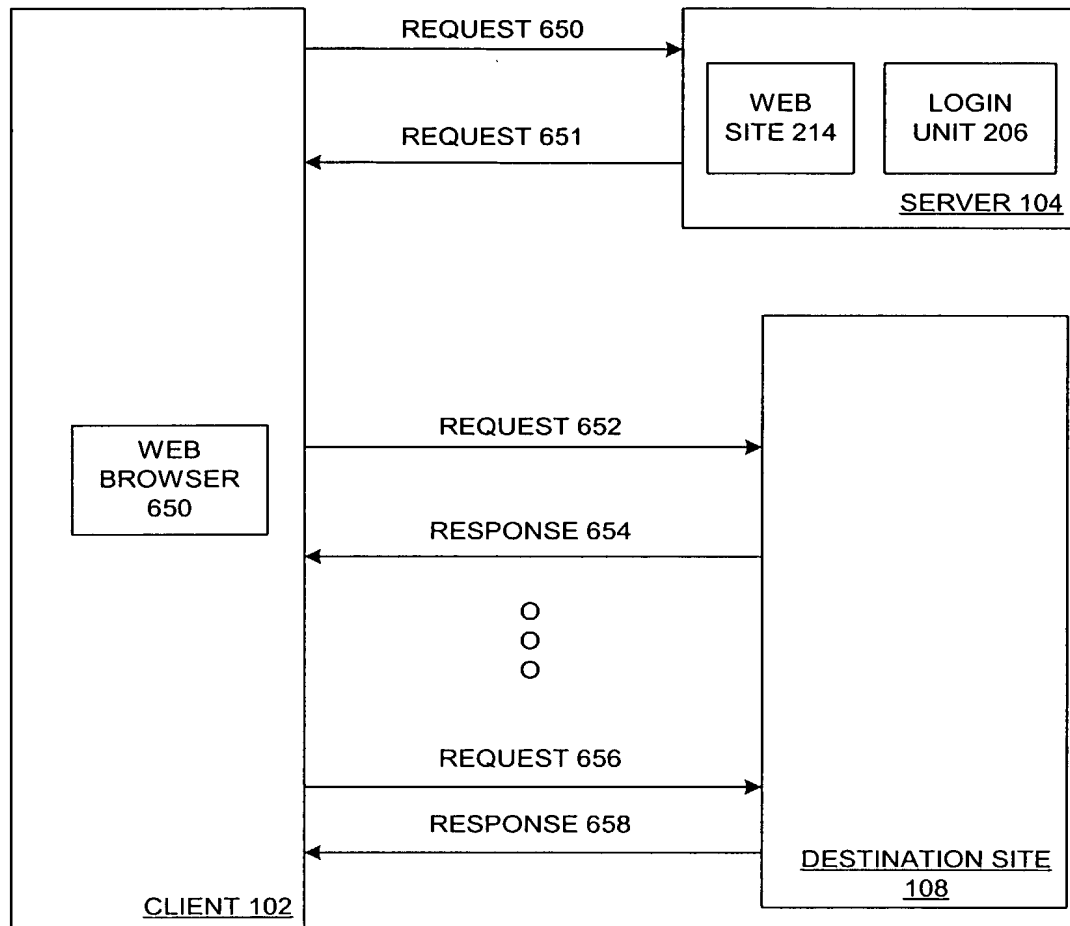 REQUEST 650
WEB
SITE 214
LOGIN
UNIT 206
REQUEST 651
SERVER 104
WEB
BROWSER
650
REQUEST 652
RESPONSE 654
O
O
O
REQUEST 656
RESPONSE 658
DESTINATION SITE
108
CLIENT 102